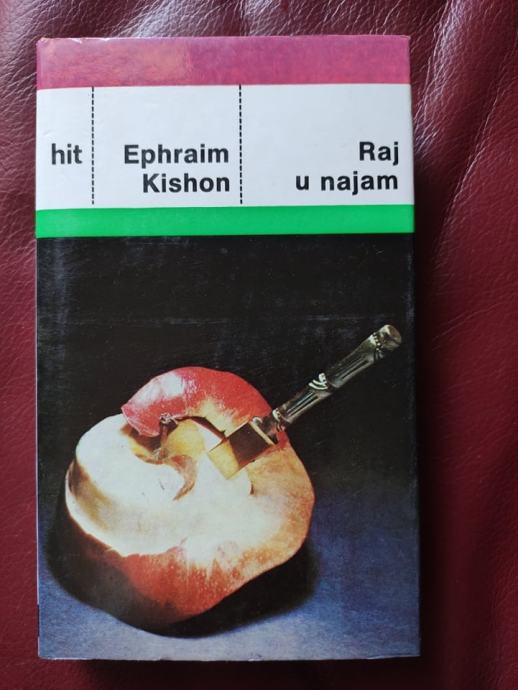 hit
Ephraim
Kishon
Raj
u najam